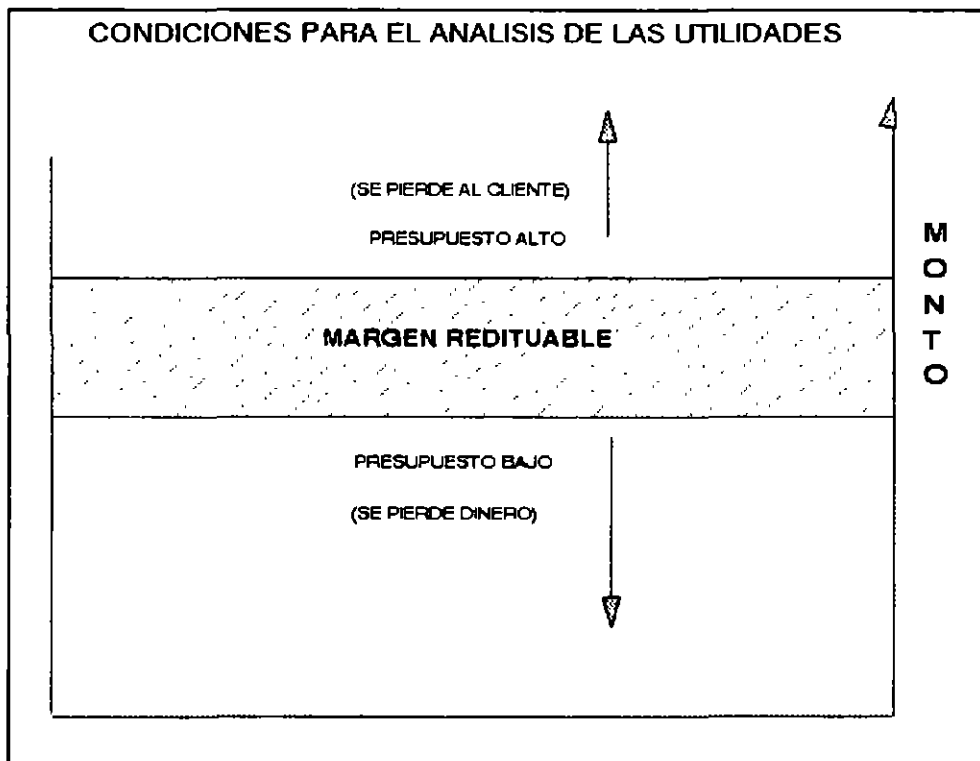 CONDICIONES PARA EL ANALISIS DE LAS UTILIDADES
(SE PIERDE AL CLIENTE)
PRESUPUESTO ALTO
MARGEN REDITUABLE
PRESUPUESTO BAJO
(SE PIERDE DINERO)
MONTO